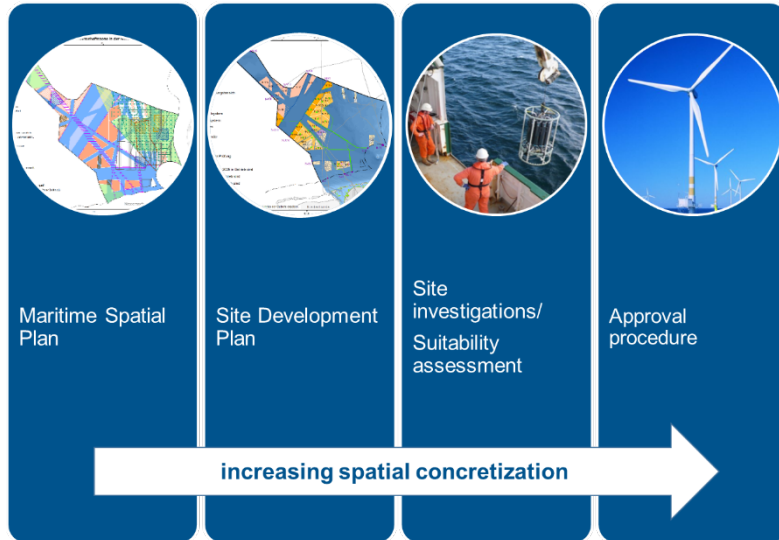 Maritime Spatial
Plan
Site Development
Plan
Site
investigations/
Suitability
assessment
Approval
procedure
increasing spatial concretization